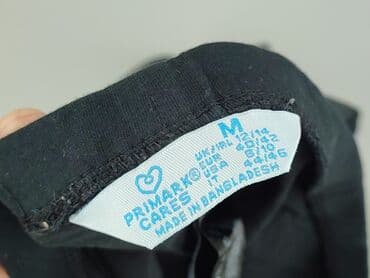 PRIMARK®
CARES
M
UK/IRL 12/14
EUR 40/42
USA 8/10
IT 44/46
MADE IN BANGLADESH